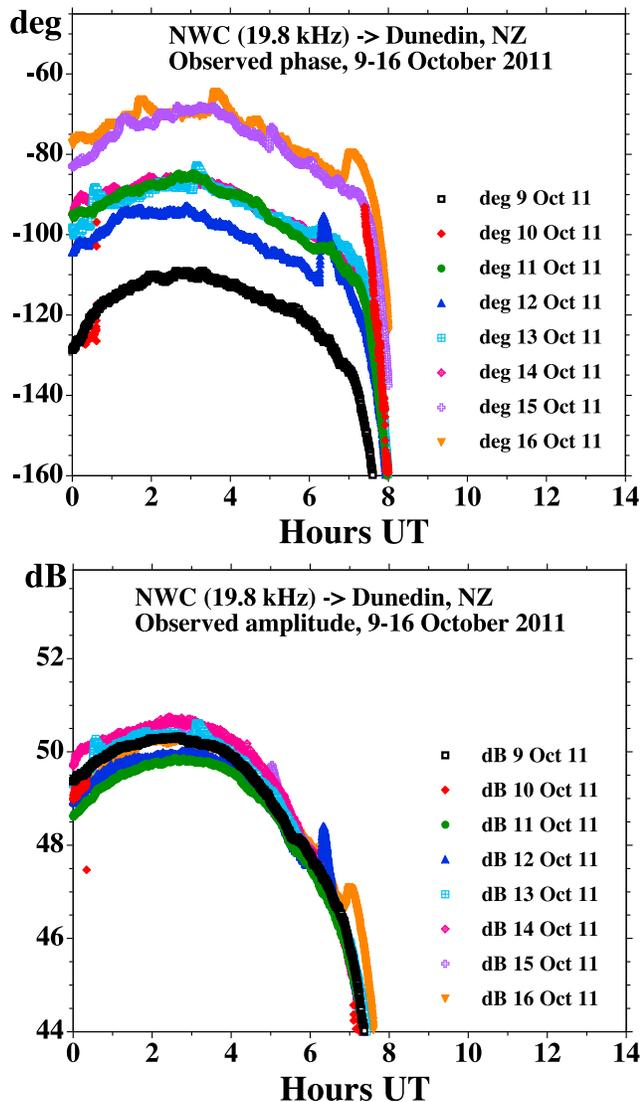 deg
NWC (19.8 kHz) -> Dunedin, NZ
Observed phase, 9-16 October 2011
-60
-80
-100
-120
-140
-160
deg 9 Oct 11
deg 10 Oct 11
deg 11 Oct 11
deg 12 Oct 11
deg 13 Oct 11
deg 14 Oct 11
deg 15 Oct 11
deg 16 Oct 11
0 2 4 6 8 10 12 14
Hours UT
dB
NWC (19.8 kHz) -> Dunedin, NZ
Observed amplitude, 9-16 October 2011
52
50
48
46
44
dB 9 Oct 11
dB 10 Oct 11
dB 11 Oct 11
dB 12 Oct 11
dB 13 Oct 11
dB 14 Oct 11
dB 15 Oct 11
dB 16 Oct 11
0 2 4 6 8 10 12 14
Hours UT